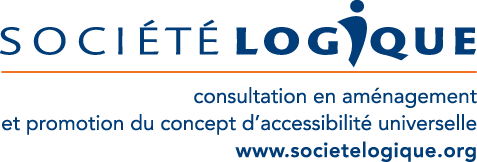 SOCIÉTÉ LOGIQUE
consultation en aménagement
et promotion du concept d'accessibilité universelle
www.societelogique.org